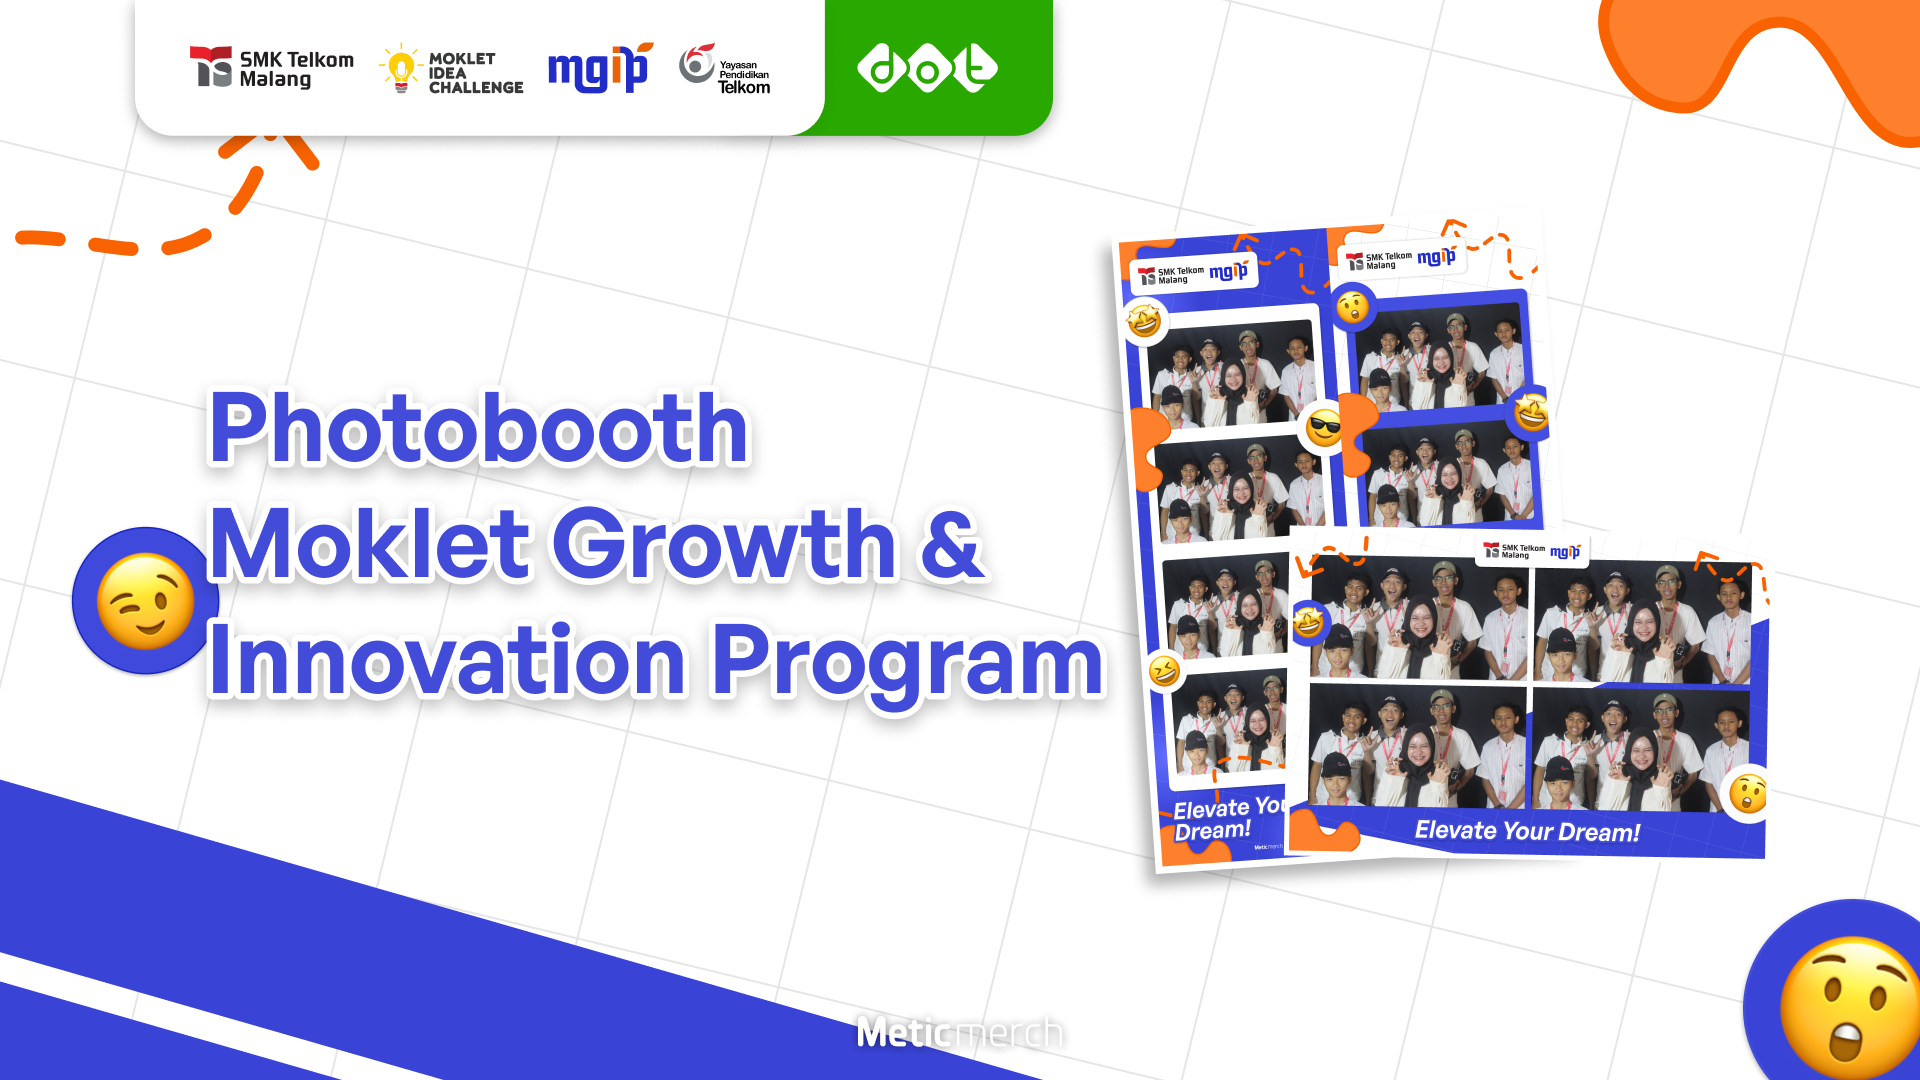 SMK Telkom
Malang
MOKLET
IDEA
CHALLENGE
mgip
Yayasan
Pendidikan
Telkom
dot
Photobooth
Moklet Growth &
Innovation Program
SMK Telkom
Malang
mgip
SMK Telkom
Malang
mgip
SMK Telkom
Malang
mgip
Elevate You
Dream!
Meticmerch
Elevate Your Dream!
Meticmerch